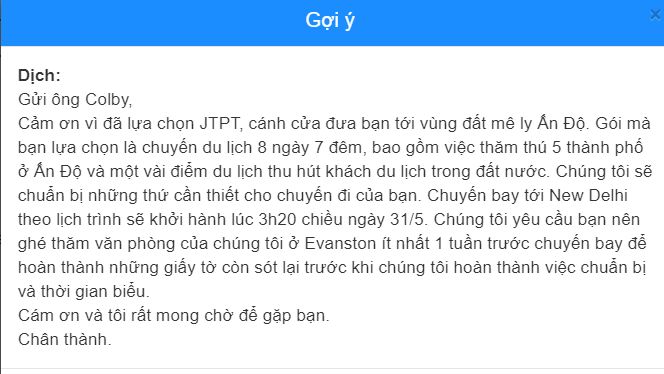 Gợi ý
×
Dịch:
Gửi ông Colby,
Cảm ơn vì đã lựa chọn JTPT, cánh cửa đưa bạn tới vùng đất mê ly Ấn Độ. Gói mà
bạn lựa chọn là chuyến du lịch 8 ngày 7 đêm, bao gồm việc thăm thú 5 thành phố
ở Ấn Độ và một vài điểm du lịch thu hút khách du lịch trong đất nước. Chúng tôi sẽ
chuẩn bị những thứ cần thiết cho chuyến đi của bạn. Chuyến bay tới New Delhi
theo lịch trình sẽ khởi hành lúc 3h20 chiều ngày 31/5. Chúng tôi yêu cầu bạn nên
ghé thăm văn phòng của chúng tôi ở Evanston ít nhất 1 tuần trước chuyến bay để
hoàn thành những giấy tờ còn sót lại trước khi chúng tôi hoàn thành việc chuẩn bị
và thời gian biểu.
Cám ơn và tôi rất mong chờ để gặp bạn.
Chân thành.